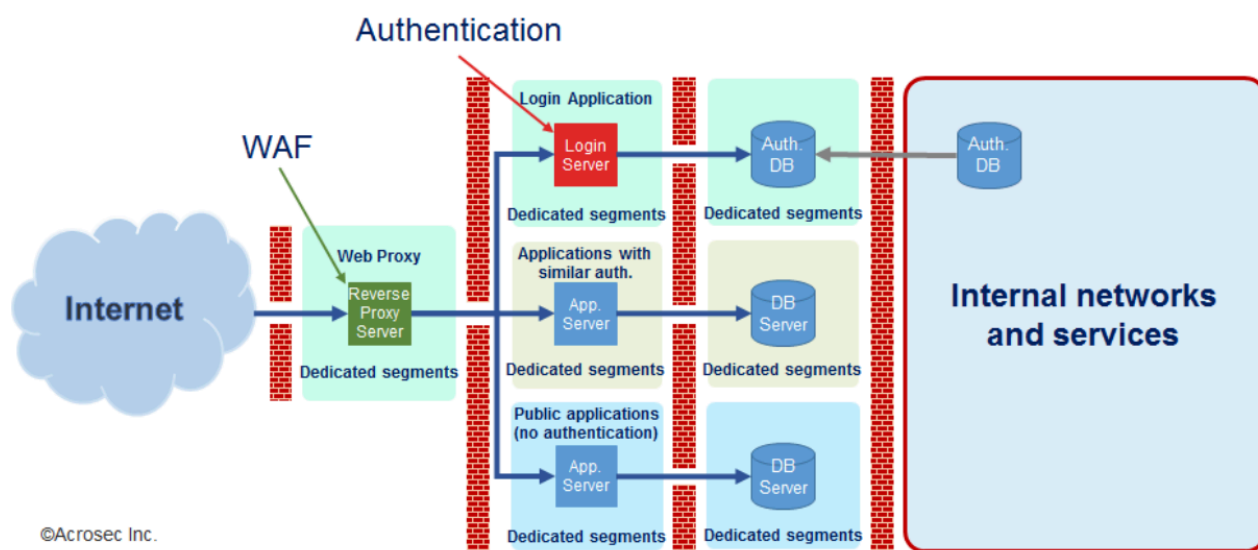 Authentication
WAF
Internet
Web Proxy
Reverse
Proxy
Server
Dedicated segments
Login Application
Login
Server
Dedicated segments
Auth.
DB
Dedicated segments
Applications with
similar auth.
App.
Server
Dedicated segments
DB
Server
Dedicated segments
Public applications
(no authentication)
App.
Server
Dedicated segments
DB
Server
Dedicated segments
Auth.
DB
Internal networks
and services
©Acrosec Inc.